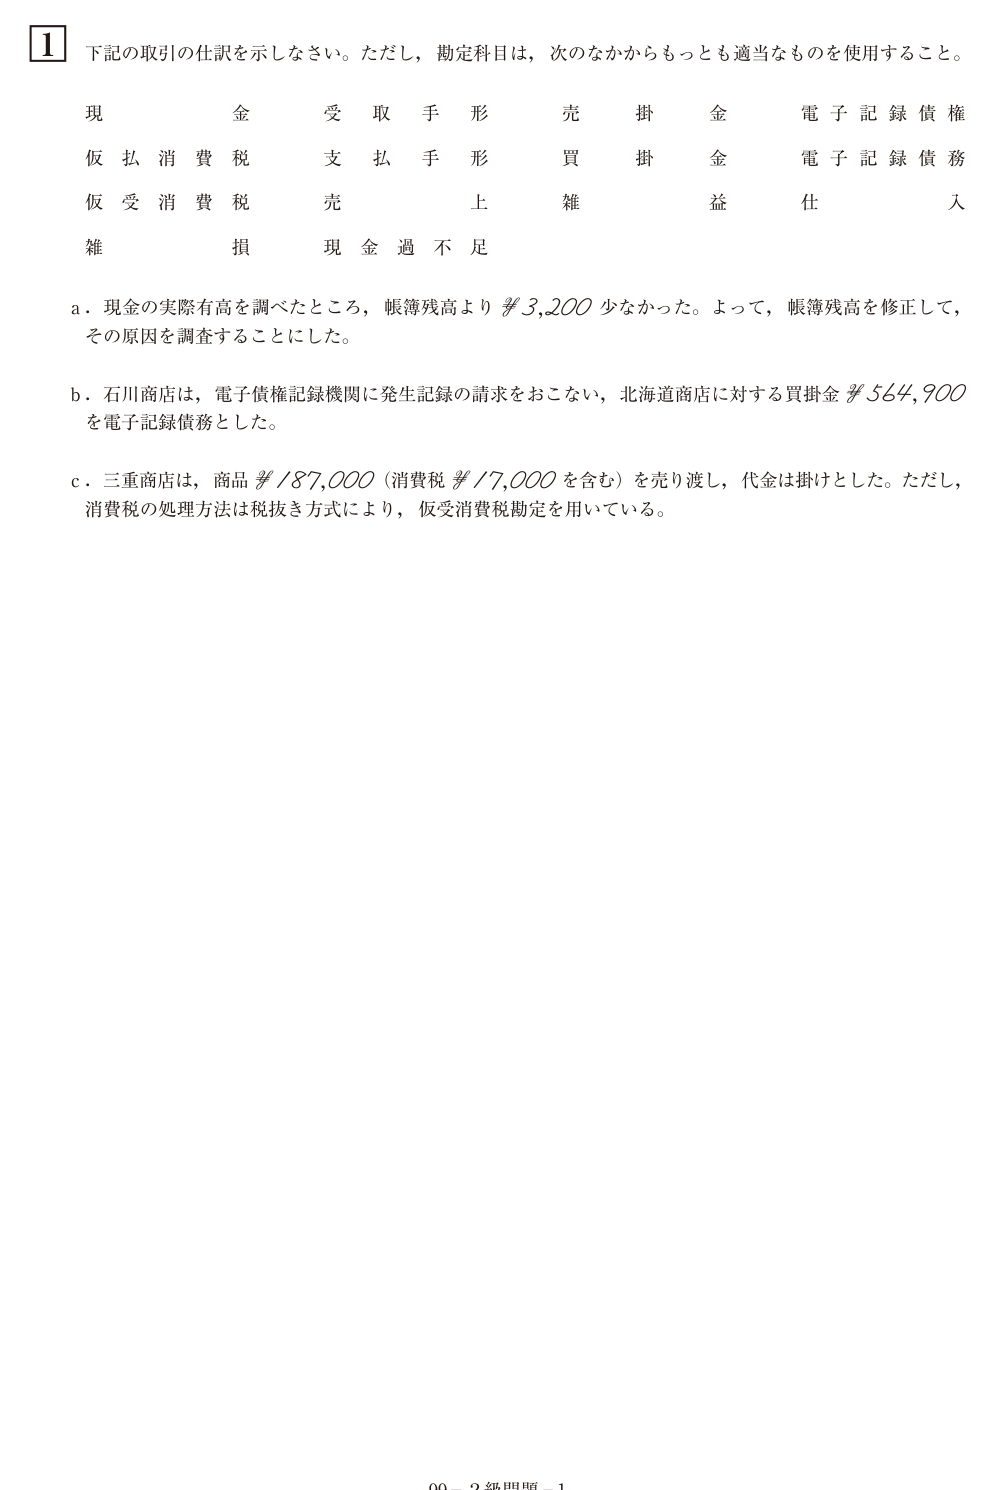 1 下記の取引の仕訳を示しなさい。ただし，勘定科目は，次のなかからもっとも適当なものを使用すること。
現金 受取手形 売掛金 電子記録債権
仮払消費税 支払手形 買掛金 電子記録債務
仮受消費税 売上 雑益 仕入
雑損 現金過不足
a．現金の実際有高を調べたところ，帳簿残高より ¥3,200 少なかった。よって，帳簿残高を修正して，
その原因を調査することにした。
b．石川商店は，電子債権記録機関に発生記録の請求をおこない，北海道商店に対する買掛金 ¥564,900
を電子記録債務とした。
c．三重商店は，商品 ¥187,000（消費税 ¥17,000 を含む）を売り渡し，代金は掛けとした。ただし，
消費税の処理方法は税抜き方式により，仮受消費税勘定を用いている。
99－2級問題－1